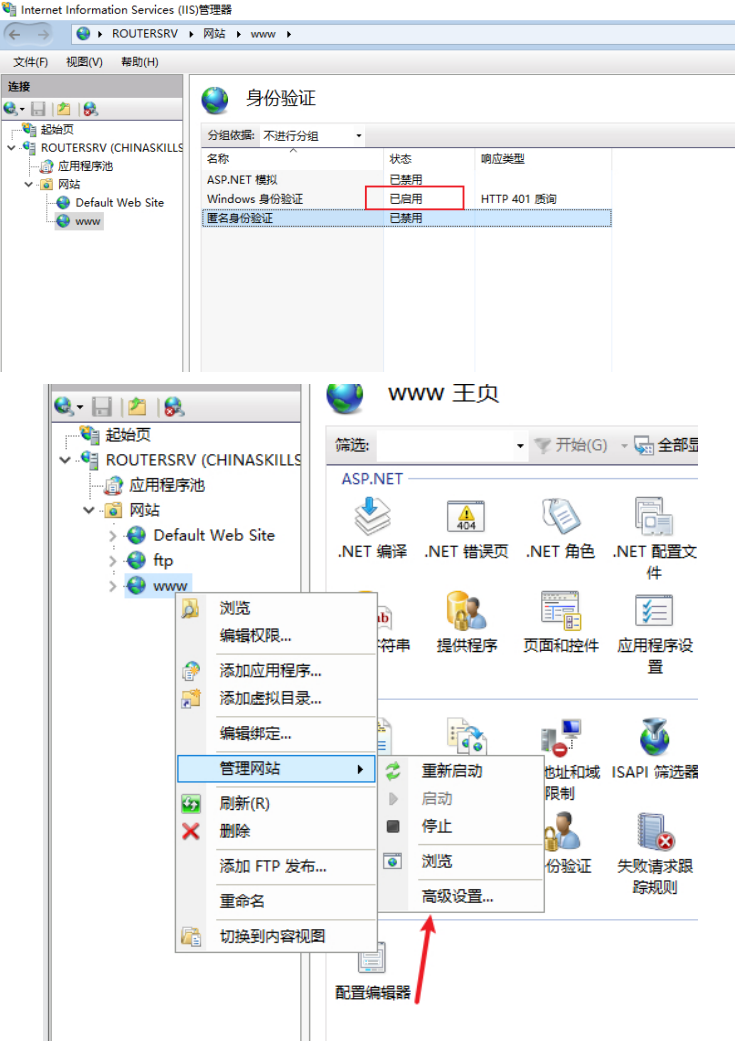 Internet Information Services (IIS)管理器
ROUTERSRV 网站 www
文件(F) 视图(V) 帮助(H)
连接
起始页
ROUTERSRV (CHINASKILLS
应用程序池
网站
Default Web Site
www
身份验证
分组依据: 不进行分组
名称 状态 响应类型
ASP.NET 模拟 已禁用
Windows 身份验证 已启用 HTTP 401 质询
匿名身份验证 已禁用
起始页
ROUTERSRV (CHINASKILLS
应用程序池
网站
Default Web Site
ftp
www
浏览
编辑权限...
添加应用程序...
添加虚拟目录...
编辑绑定...
管理网站
刷新(R)
删除
添加 FTP 发布...
重命名
切换到内容视图
重新启动
启动
停止
浏览
高级设置...
www 主页
筛选: 开始(G) 全部显
ASP.NET
.NET 编译 .NET 错误页 .NET 角色 .NET 配置文件
404
ab
符串 提供程序 页面和控件 应用程序设置
地址和域限制 ISAPI 筛选器
份验证 失败请求跟踪规则
配置编辑器